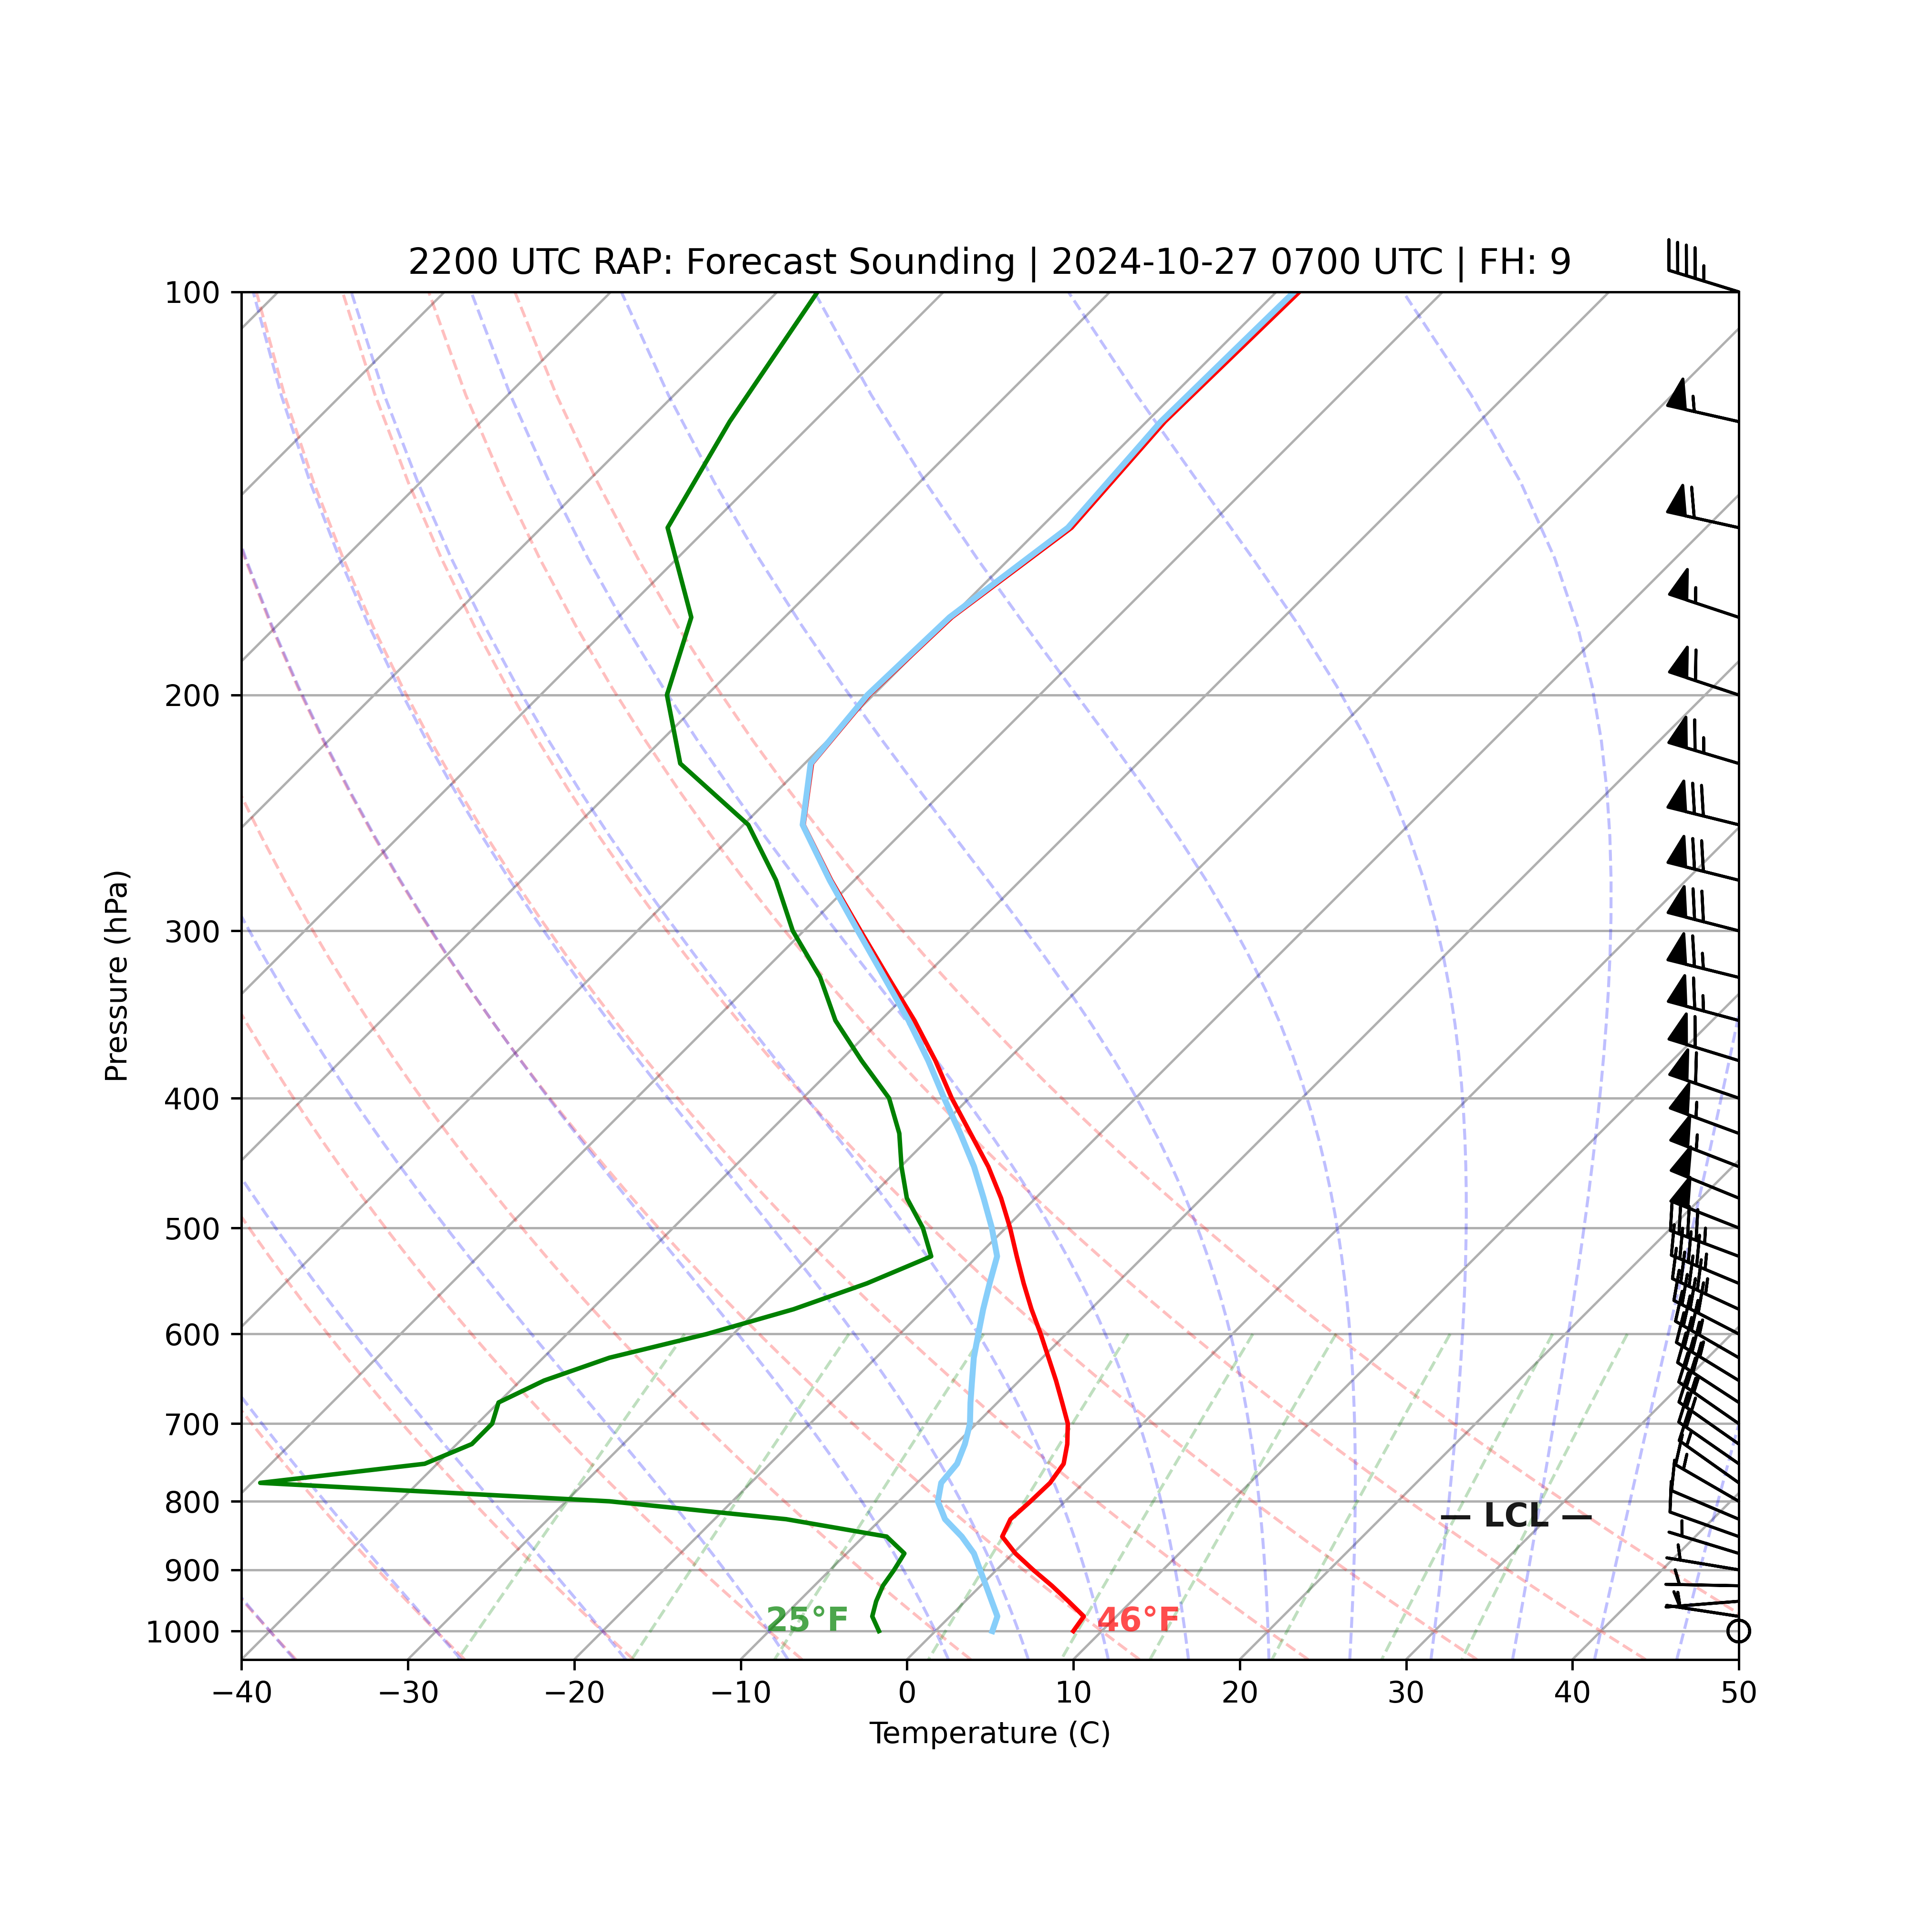 2200 UTC RAP: Forecast Sounding | 2024-10-27 0700 UTC | FH: 9
100
200
300
400
500
600
700
800
900
1000
Pressure (hPa)
— LCL —
25°F
46°F
−40 −30 −20 −10 0 10 20 30 40 50
Temperature (C)